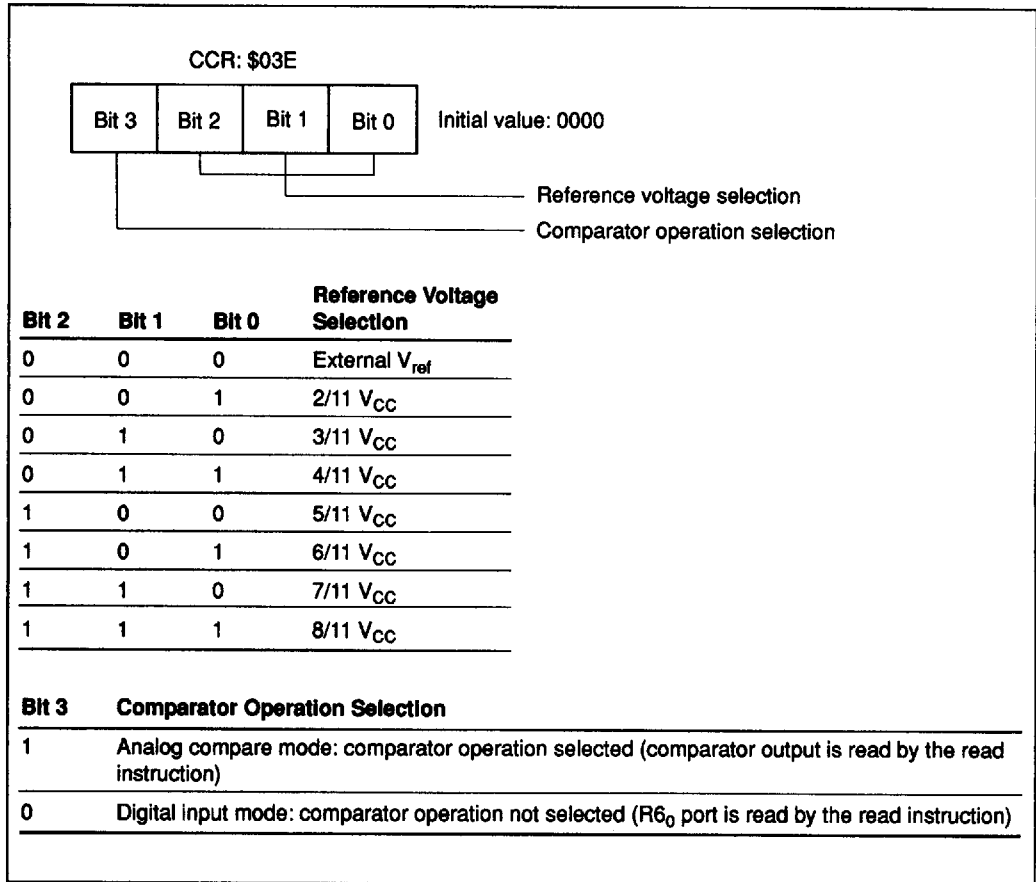 CCR: $03E
Bit 3 Bit 2 Bit 1 Bit 0 Initial value: 0000
Reference voltage selection
Comparator operation selection
Reference Voltage
Bit 2 Bit 1 Bit 0 Selection
0 0 0 External Vref
0 0 1 2/11 VCC
0 1 0 3/11 VCC
0 1 1 4/11 VCC
1 0 0 5/11 VCC
1 0 1 6/11 VCC
1 1 0 7/11 VCC
1 1 1 8/11 VCC
Bit 3 Comparator Operation Selection
1 Analog compare mode: comparator operation selected (comparator output is read by the read
instruction)
0 Digital input mode: comparator operation not selected (R60 port is read by the read instruction)